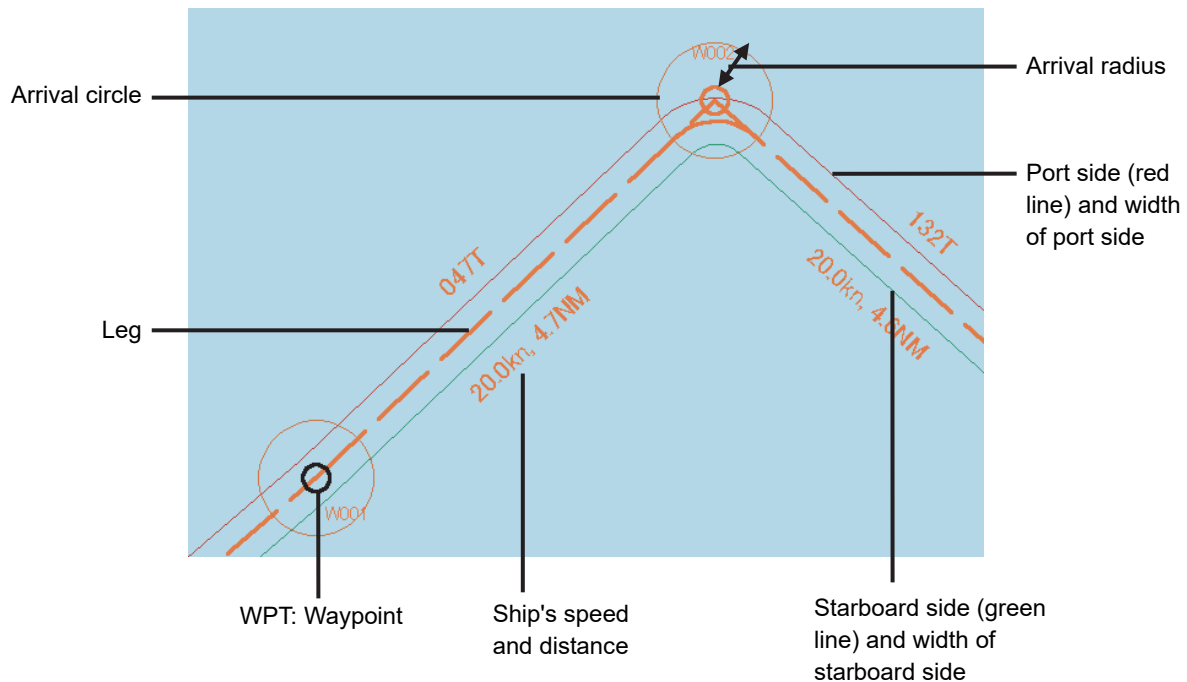 W002
Arrival radius
Arrival circle
Port side (red
line) and width
of port side
132T
047T
20.0kn, 4.6NM
Leg
20.0kn, 4.7NM
W001
WPT: Waypoint
Ship's speed
and distance
Starboard side (green
line) and width of
starboard side